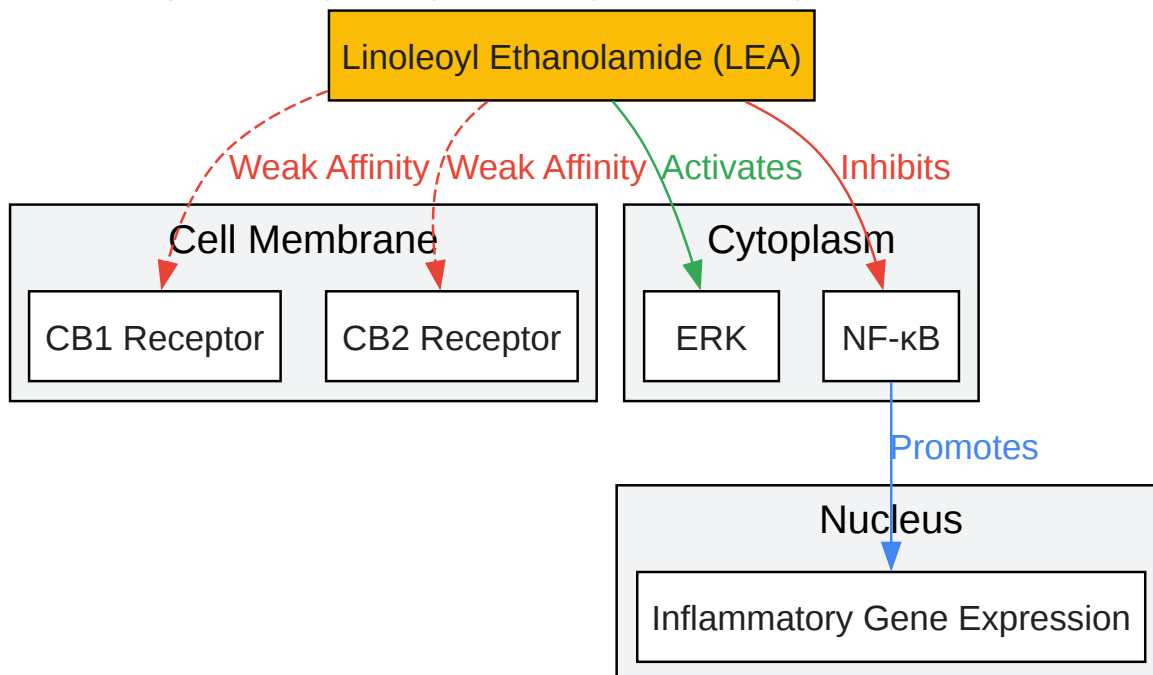 Linoleoyl Ethanolamide (LEA)
Weak Affinity
Weak Affinity
Activates
Inhibits
Cell Membrane
Cytoplasm
CB1 Receptor
CB2 Receptor
ERK
NF-κB
Promotes
Nucleus
Inflammatory Gene Expression